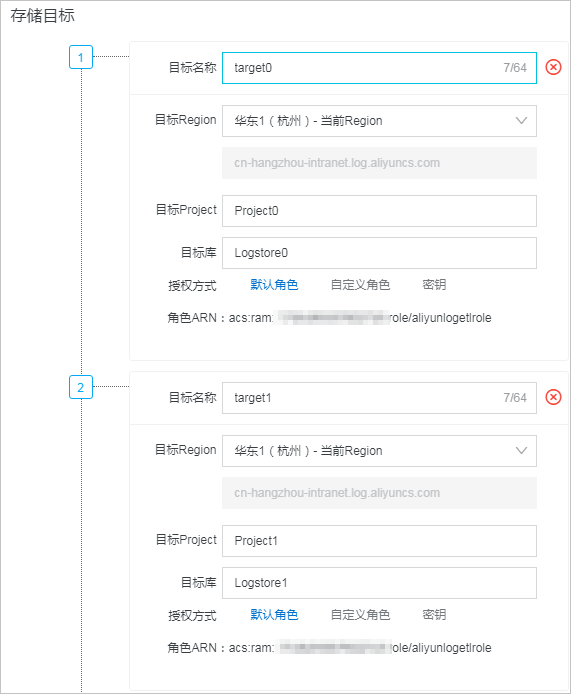 存储目标
1
目标名称 target0 7/64
目标Region 华东1（杭州）- 当前Region
cn-hangzhou-intranet.log.aliyuncs.com
目标Project Project0
目标库 Logstore0
授权方式 默认角色 自定义角色 密钥
角色ARN：acs:ram: role/aliyunlogetlrole
2
目标名称 target1 7/64
目标Region 华东1（杭州）- 当前Region
cn-hangzhou-intranet.log.aliyuncs.com
目标Project Project1
目标库 Logstore1
授权方式 默认角色 自定义角色 密钥
角色ARN：acs:ram: role/aliyunlogetlrole